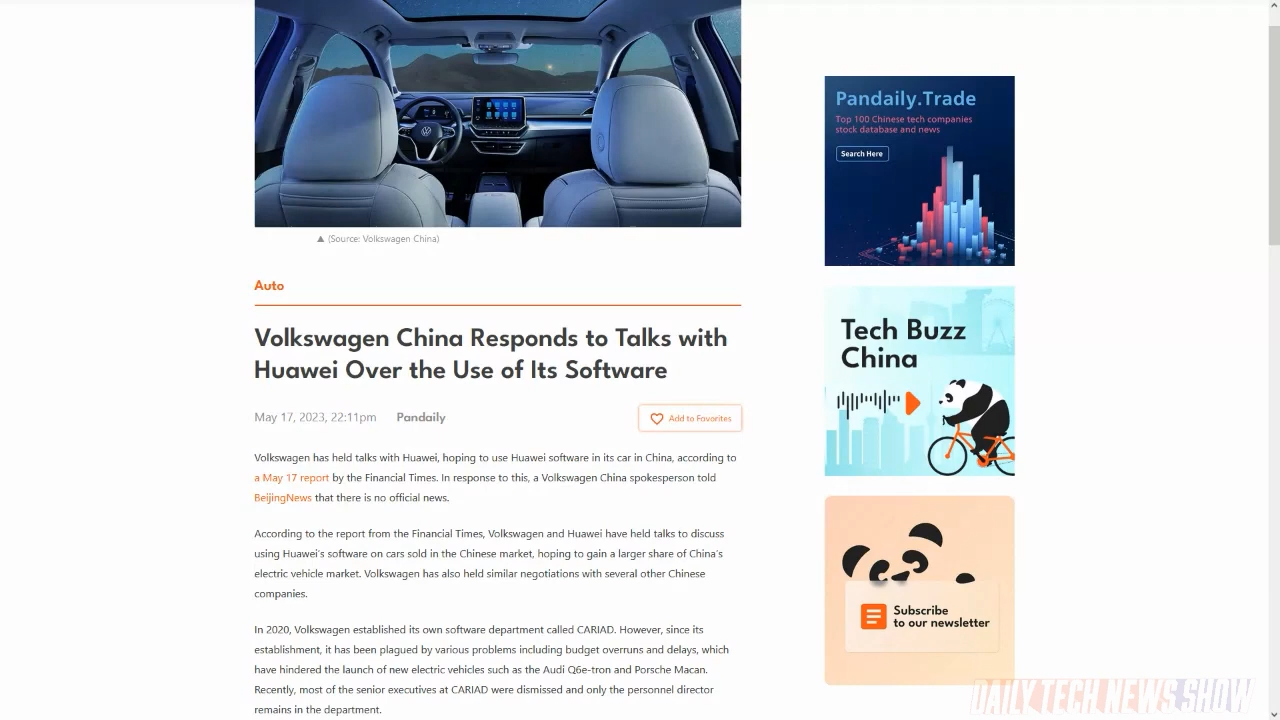 ▲ (Source: Volkswagen China)
Auto
Volkswagen China Responds to Talks with
Huawei Over the Use of Its Software
May 17, 2023, 22:11pm Pandaily
Add to Favorites
Volkswagen has held talks with Huawei, hoping to use Huawei software in its car in China, according to
a May 17 report by the Financial Times. In response to this, a Volkswagen China spokesperson told
BeijingNews that there is no official news.
According to the report from the Financial Times, Volkswagen and Huawei have held talks to discuss
using Huawei's software on cars sold in the Chinese market, hoping to gain a larger share of China's
electric vehicle market. Volkswagen has also held similar negotiations with several other Chinese
companies.
In 2020, Volkswagen established its own software department called CARIAD. However, since its
establishment, it has been plagued by various problems including budget overruns and delays, which
have hindered the launch of new electric vehicles such as the Audi Q6e-tron and Porsche Macan.
Recently, most of the senior executives at CARIAD were dismissed and only the personnel director
remains in the department.
Pandaily.Trade
Top 100 Chinese tech companies
stock database and news
Search Here
Tech Buzz
China
Subscribe
to our newsletter
DAILY TECH NEWS SHOW